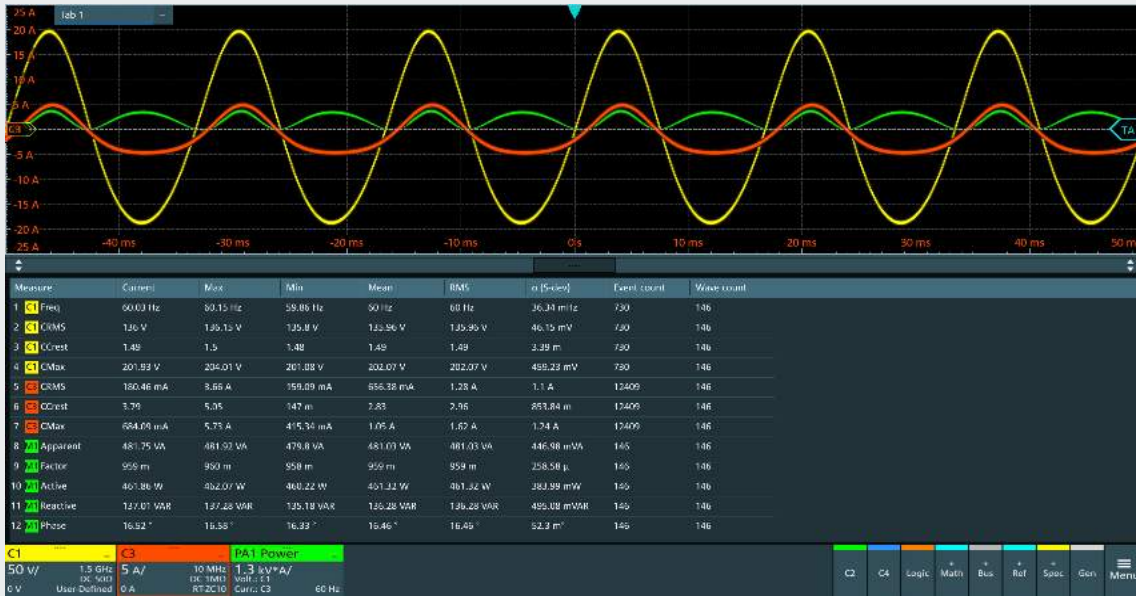 25 A
lab 1
20 A
15 A
10 A
5 A
C3
TA
-5 A
-10 A
-15 A
-20 A
25 A -40 ms -30 ms -20 ms -10 ms 0 s 10 ms 20 ms 30 ms 40 ms 50 m
Measure Current Max Min Mean RMS σ (S-dev) Event count Wave count
1 C1 Freq 60.03 Hz 60.15 Hz 59.86 Hz 60 Hz 60 Hz 36.34 mHz 730 146
2 C1 CRMS 136 V 136.15 V 135.8 V 135.96 V 135.96 V 46.15 mV 730 146
3 C1 CCrest 1.49 1.5 1.48 1.49 1.49 3.39 m 730 146
4 C1 CMax 201.93 V 204.01 V 201.08 V 202.07 V 202.07 V 459.23 mV 730 146
5 C3 CRMS 180.46 mA 3.66 A 159.09 mA 656.38 mA 1.28 A 1.1 A 12409 146
6 C3 CCrest 3.79 5.05 147 m 2.83 2.96 853.84 m 12409 146
7 C3 CMax 684.09 mA 5.73 A 415.34 mA 1.05 A 1.62 A 1.24 A 12409 146
8 M1 Apparent 481.75 VA 481.92 VA 479.8 VA 481.03 VA 481.03 VA 446.98 mVA 146 146
9 M1 Factor 959 m 960 m 958 m 959 m 959 m 258.58 µ 146 146
10 M1 Active 461.86 W 462.07 W 460.22 W 461.32 W 461.32 W 383.99 mW 146 146
11 M1 Reactive 137.01 VAR 137.28 VAR 135.18 VAR 136.28 VAR 136.28 VAR 495.08 mVAR 146 146
12 M1 Phase 16.52 ° 16.58 ° 16.33 ° 16.46 ° 16.46 ° 52.3 m° 146 146
C1 C3 PA1 Power
50 V/ 1.5 GHz 5 A/ 10 MHz 1.3 kV*A/
DC 50Ω DC 1MΩ Volt.: C1
0 V User-Defined 0 A RT-ZC10 Curr.: C3 60 Hz
C2 C4 Logic + Math + Bus + Ref + Spec Gen Menu